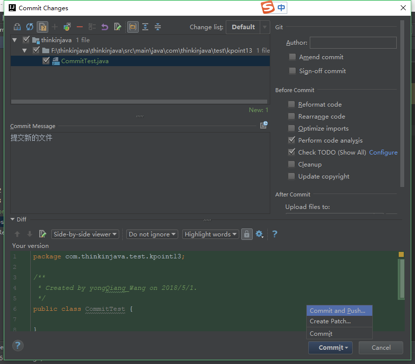 Commit Changes
中
Change list: Default
thinkinjava 1 file
F:\thinkinjava\thinkinjava\src\main\java\com\thinkinjava\test\kpoint13 1 file
CommitTest.java
New: 1
Commit Message
提交新的文件
Git
Author:
Amend commit
Sign-off commit
Before Commit
Reformat code
Rearrange code
Optimize imports
Perform code analysis
Check TODO (Show All) Configure
Cleanup
Update copyright
After Commit
Upload files to:
Diff
Side-by-side viewer Do not ignore Highlight words
Your version
1 package com.thinkinjava.test.kpoint13;
2
3 /**
4 * Created by yongQiang_Wang on 2018/5/1.
5 */
6 public class CommitTest {
7
8 }
Commit and Push...
Create Patch...
Commit
Commit Cancel